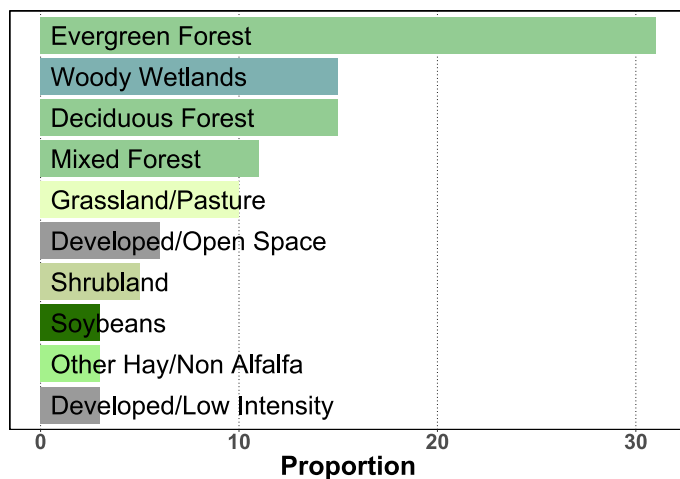 Evergreen Forest
Woody Wetlands
Deciduous Forest
Mixed Forest
Grassland/Pasture
Developed/Open Space
Shrubland
Soybeans
Other Hay/Non Alfalfa
Developed/Low Intensity
0 10 20 30
Proportion